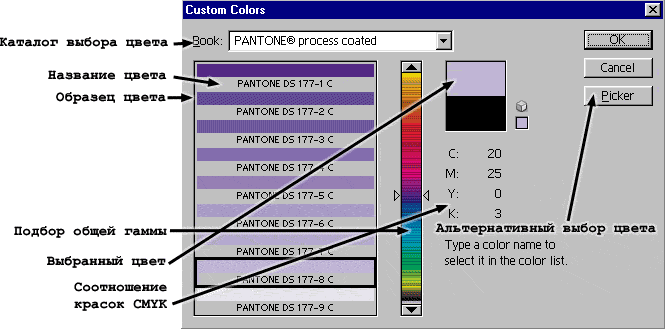 Custom Colors
Каталог выбора цвета
Book:
PANTONE® process coated
OK
Cancel
Picker
Название цвета
Образец цвета
PANTONE DS 177-1 C
PANTONE DS 177-2 C
PANTONE DS 177-3 C
PANTONE DS 177-4 C
PANTONE DS 177-5 C
PANTONE DS 177-6 C
PANTONE DS 177-7 C
PANTONE DS 177-8 C
PANTONE DS 177-9 C
C: 20
M: 25
Y: 0
K: 3
Подбор общей гаммы
Альтернативный выбор цвета
Выбранный цвет
Type a color name to
select it in the color list.
Соотношение
красок CMYK